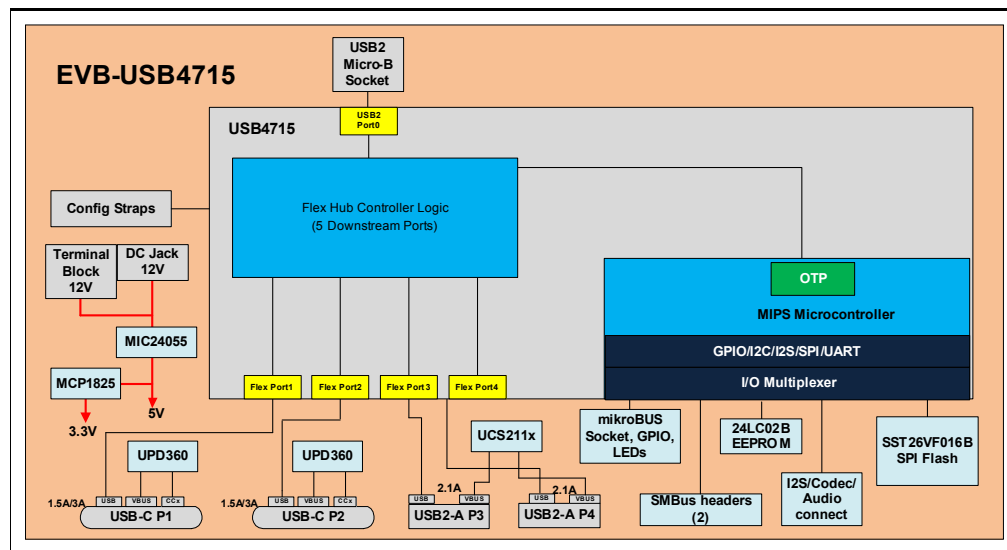 EVB-USB4715
USB2
Micro-B
Socket
USB2
Port0
USB4715
Flex Hub Controller Logic
(5 Downstream Ports)
Config Straps
Terminal
Block
12V
DC Jack
12V
MIC24055
MCP1825
5V
3.3V
OTP
MIPS Microcontroller
GPIO/I2C/I2S/SPI/UART
I/O Multiplexer
Flex Port1
Flex Port2
Flex Port3
Flex Port4
UPD360
UPD360
UCS211x
mikroBUS
Socket, GPIO,
LEDs
24LC02B
EEPROM
SST26VF016B
SPI Flash
SMBus headers
(2)
I2S/Codec/
Audio
connect
1.5A/3A
USB
VBUS
CCx
USB-C P1
1.5A/3A
USB
VBUS
CCx
USB-C P2
2.1A
USB
VBUS
USB2-A P3
2.1A
USB
VBUS
USB2-A P4